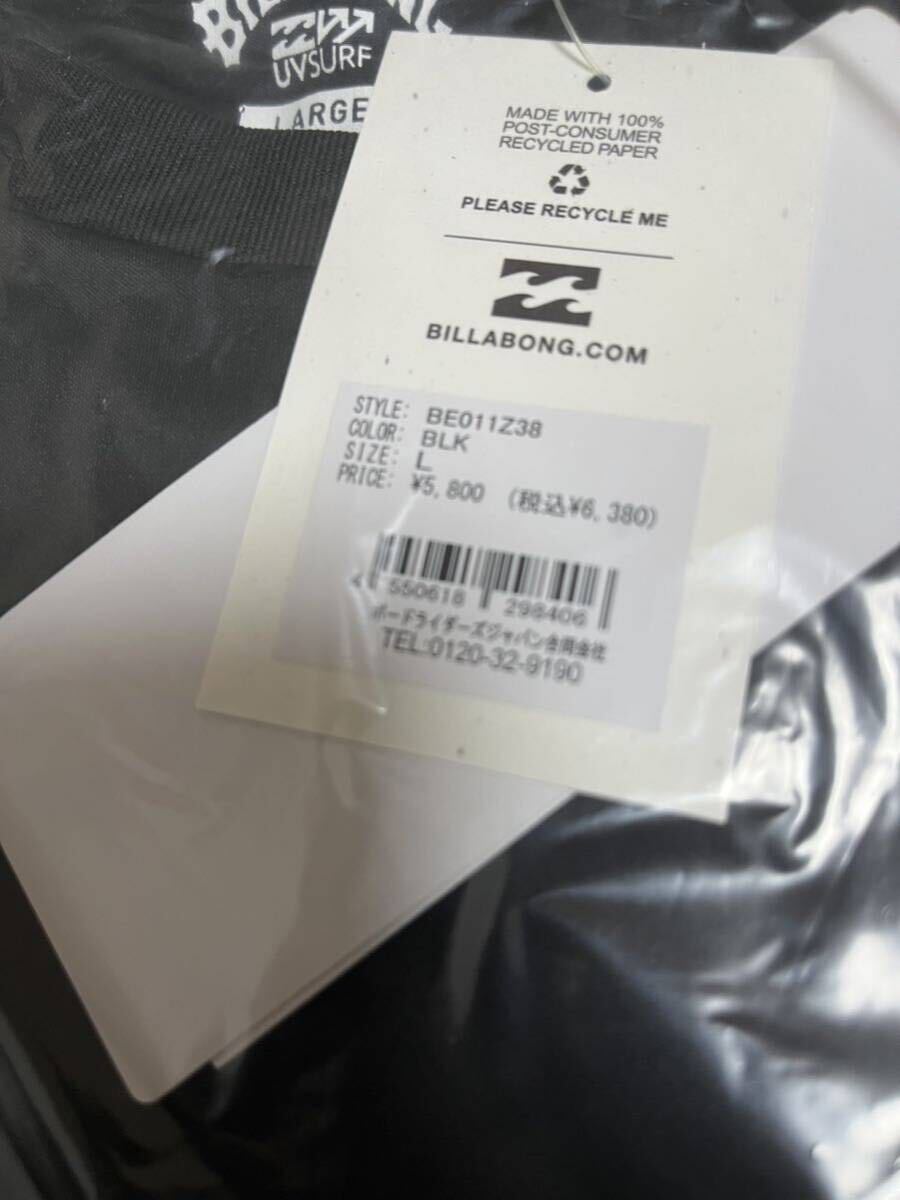 UVSURF
LARGE
MADE WITH 100%
POST-CONSUMER
RECYCLED PAPER
PLEASE RECYCLE ME
BILLABONG.COM
STYLE: BE011Z38
COLOR: BLK
SIZE: L
PRICE: ¥5,800 (税込¥6,380)
4 550618 298406
ボードライダーズジャパン合同会社
TEL:0120-32-9190